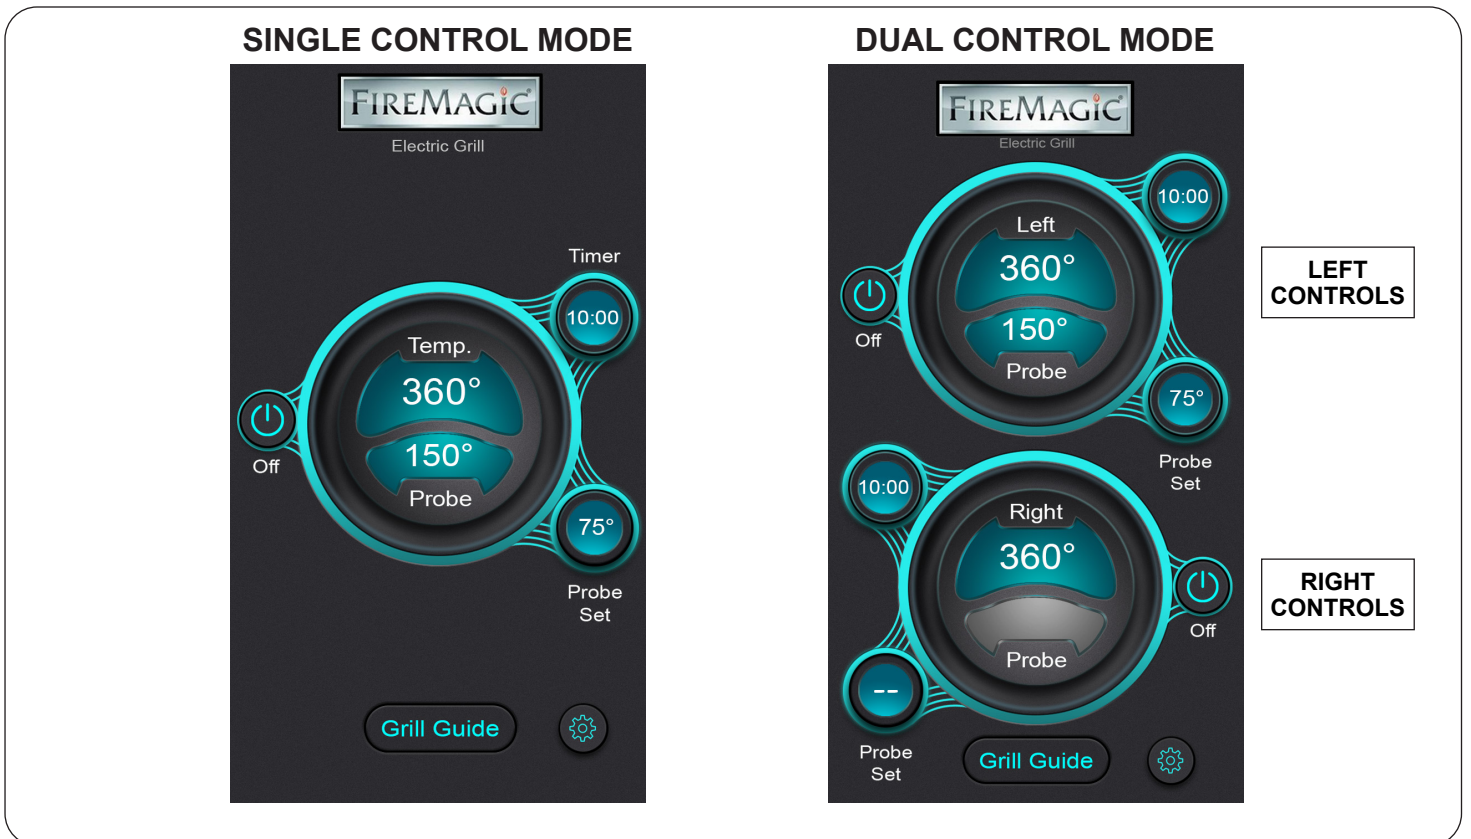 SINGLE CONTROL MODE
FIREMAGIC®
Electric Grill
Timer
10:00
Temp.
360°
150°
Probe
Off
75°
Probe
Set
Grill Guide
DUAL CONTROL MODE
FIREMAGIC®
Electric Grill
10:00
Left
360°
150°
Probe
Off
75°
Probe
Set
LEFT
CONTROLS
10:00
Right
360°
Probe
Off
--
Probe
Set
RIGHT
CONTROLS
Grill Guide